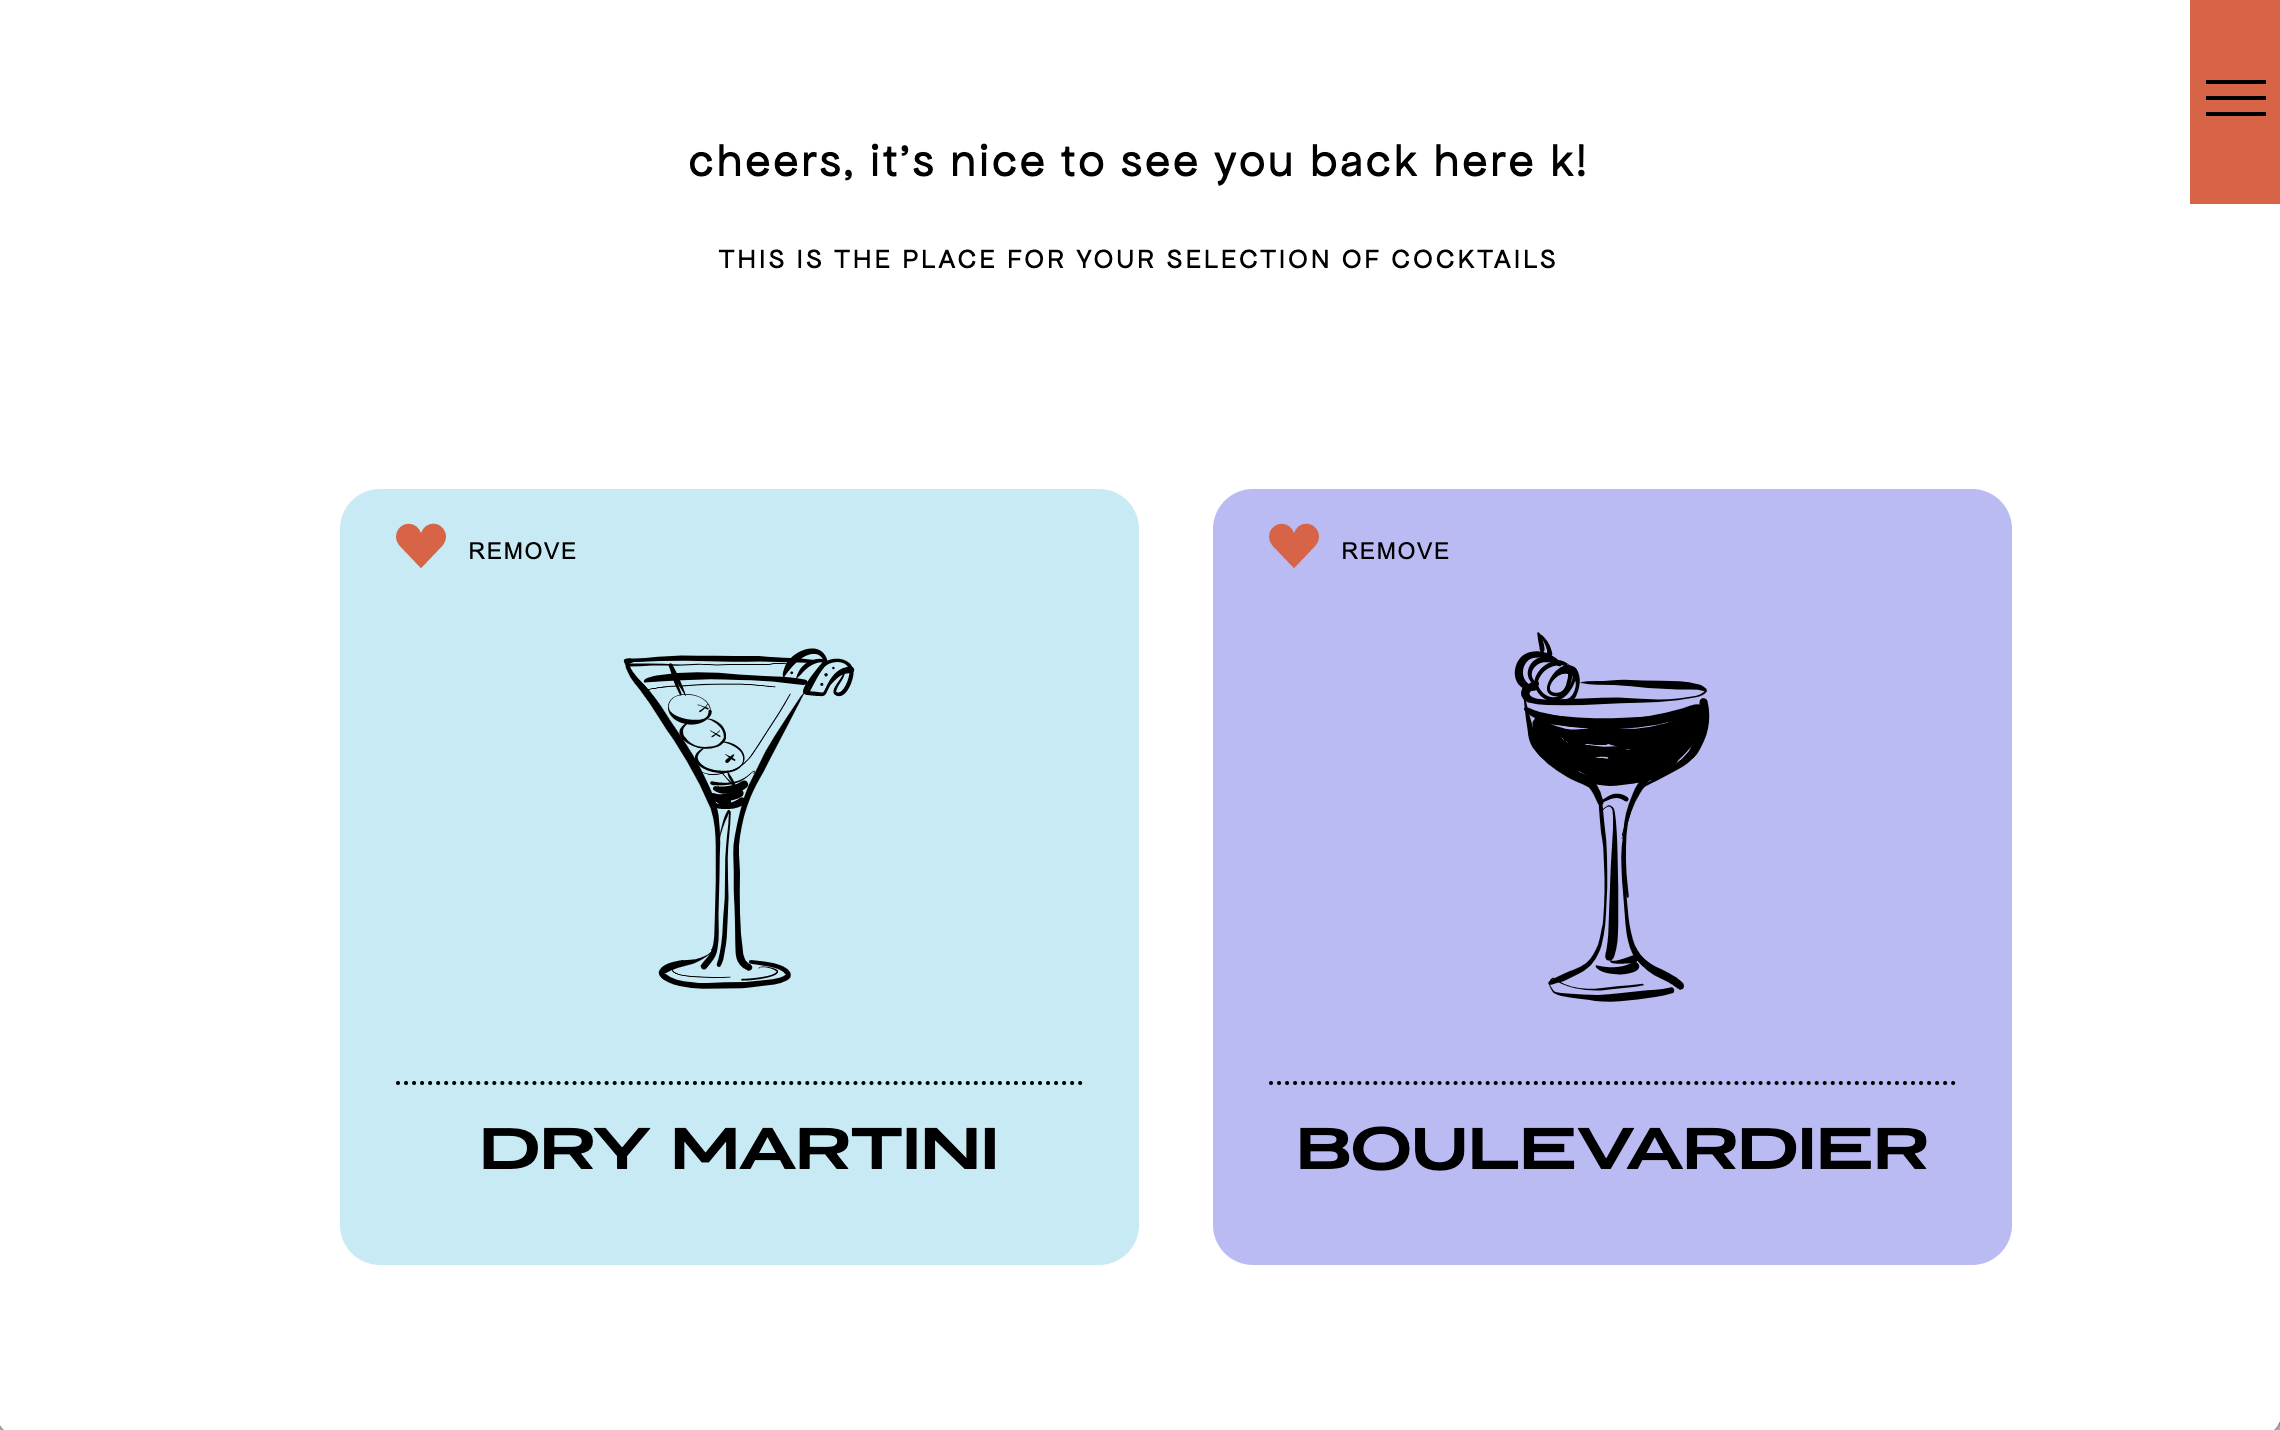 cheers, it’s nice to see you back here k!
THIS IS THE PLACE FOR YOUR SELECTION OF COCKTAILS
REMOVE
DRY MARTINI
REMOVE
BOULEVARDIER